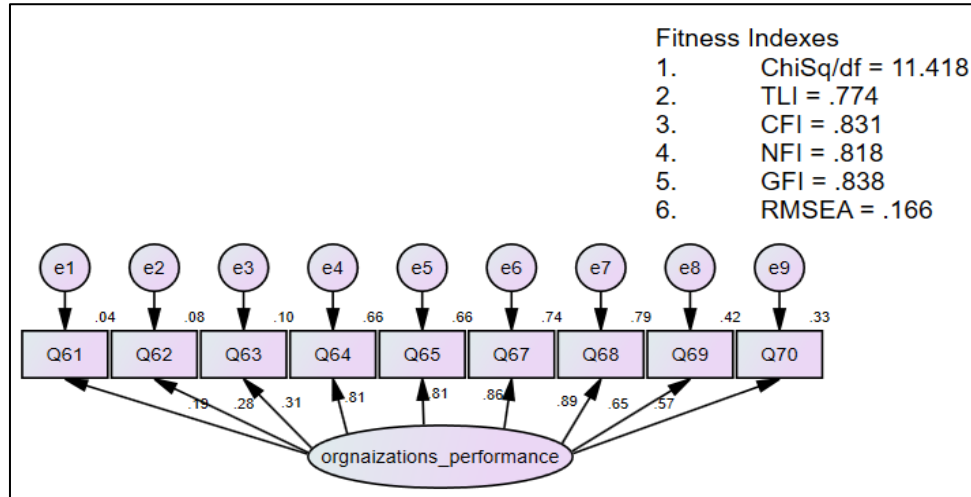 Fitness Indexes
1. ChiSq/df = 11.418
2. TLI = .774
3. CFI = .831
4. NFI = .818
5. GFI = .838
6. RMSEA = .166
e1 e2 e3 e4 e5 e6 e7 e8 e9
.04 .08 .10 .66 .66 .74 .79 .42 .33
Q61 Q62 Q63 Q64 Q65 Q67 Q68 Q69 Q70
.19 .28 .31 .81 .81 .86 .89 .65 .57
orgnaizations_performance